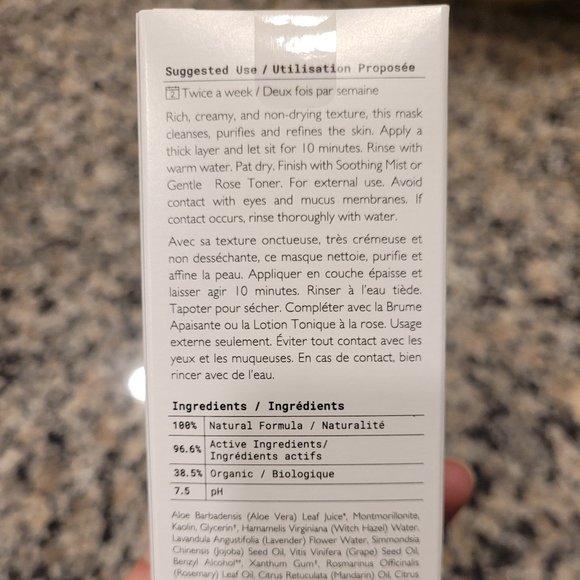 Suggested Use / Utilisation Proposée
2 Twice a week / Deux fois par semaine
Rich, creamy, and non-drying texture, this mask
cleanses, purifies and refines the skin. Apply a
thick layer and let sit for 10 minutes. Rinse with
warm water. Pat dry. Finish with Soothing Mist or
Gentle Rose Toner. For external use. Avoid
contact with eyes and mucus membranes. If
contact occurs, rinse thoroughly with water.
Avec sa texture onctueuse, très crémeuse et
non desséchante, ce masque nettoie, purifie et
affine la peau. Appliquer en couche épaisse et
laisser agir 10 minutes. Rinser à l'eau tiède.
Tapoter pour sécher. Compléter avec la Brume
Apaisante ou la Lotion Tonique à la rose. Usage
externe seulement. Éviter tout contact avec les
yeux et les muqueuses. En cas de contact, bien
rincer avec de l'eau.
Ingredients / Ingrédients
100% Natural Formula / Naturalité
96.6% Active Ingredients/
Ingrédients actifs
38.5% Organic / Biologique
7.5 pH
Aloe Barbadensis (Aloe Vera) Leaf Juice*, Montmorillonite,
Kaolin, Glycerin*, Hamamelis Virginiana (Witch Hazel) Water,
Lavandula Angustifolia (Lavender) Flower Water, Simmondsia
Chinensis (Jojoba) Seed Oil, Vitis Vinifera (Grape) Seed Oil,
Benzyl Alcohol**, Xanthum Gum*, Rosmarinus Officinalis
(Rosemary) Leaf Oil, Citrus Reticulata (Mandarin) Oil, Citrus